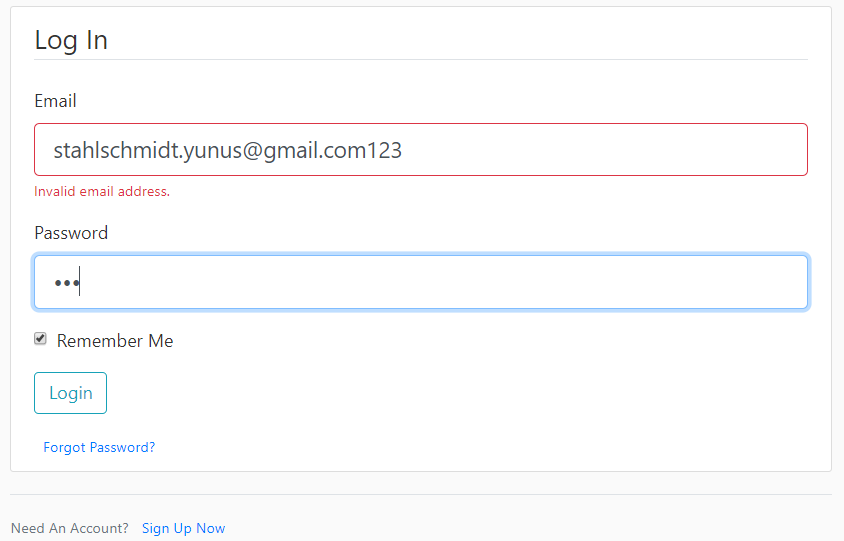 Log In
Email
stahlschmidt.yunus@gmail.com123
Invalid email address.
Password
•••
Remember Me
Login
Forgot Password?
Need An Account? Sign Up Now